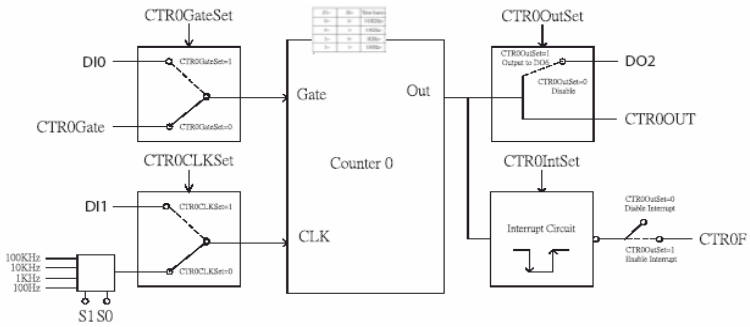 CTR0GateSet
DI0
CTR0GateSet=1
CTR0Gate
CTR0GateSet=0
CTR0CLKSet
DI1
CTR0CLKSet=1
CTR0CLKSet=0
100KHz
10KHz
1KHz
100Hz
S1 S0
Gate
Out
Counter 0
CLK
CTR0OutSet
CTR0OutSet=1
Output to DO6
CTR0OutSet=0
Disable
DO2
CTR0OUT
CTR0IntSet
Interrupt Circuit
CTR0OutSet=0
Diable Interrupt
CTR0OutSet=1
Enable Interrupt
CTR0F